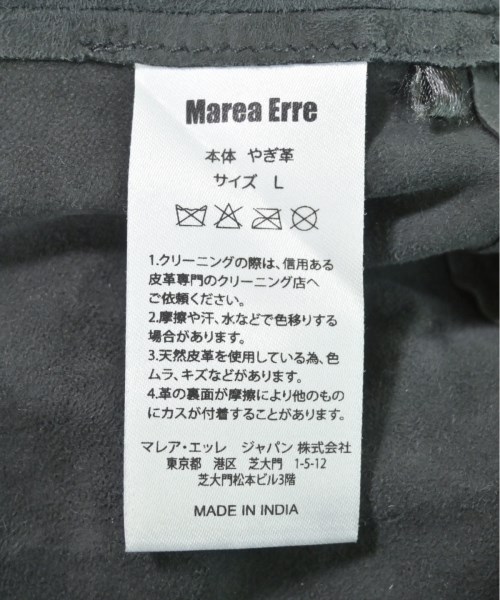 Marea Erre
本体 やぎ革
サイズ L
1.クリーニングの際は、信用ある
皮革専門のクリーニング店へ
ご依頼ください。
2.摩擦や汗、水などで色移りする
場合があります。
3.天然皮革を使用している為、色
ムラ、キズなどがあります。
4.革の裏面が摩擦により他のもの
にカスが付着することがあります。
マレア・エッレ ジャパン 株式会社
東京都 港区 芝大門 1-5-12
芝大門松本ビル3階
MADE IN INDIA